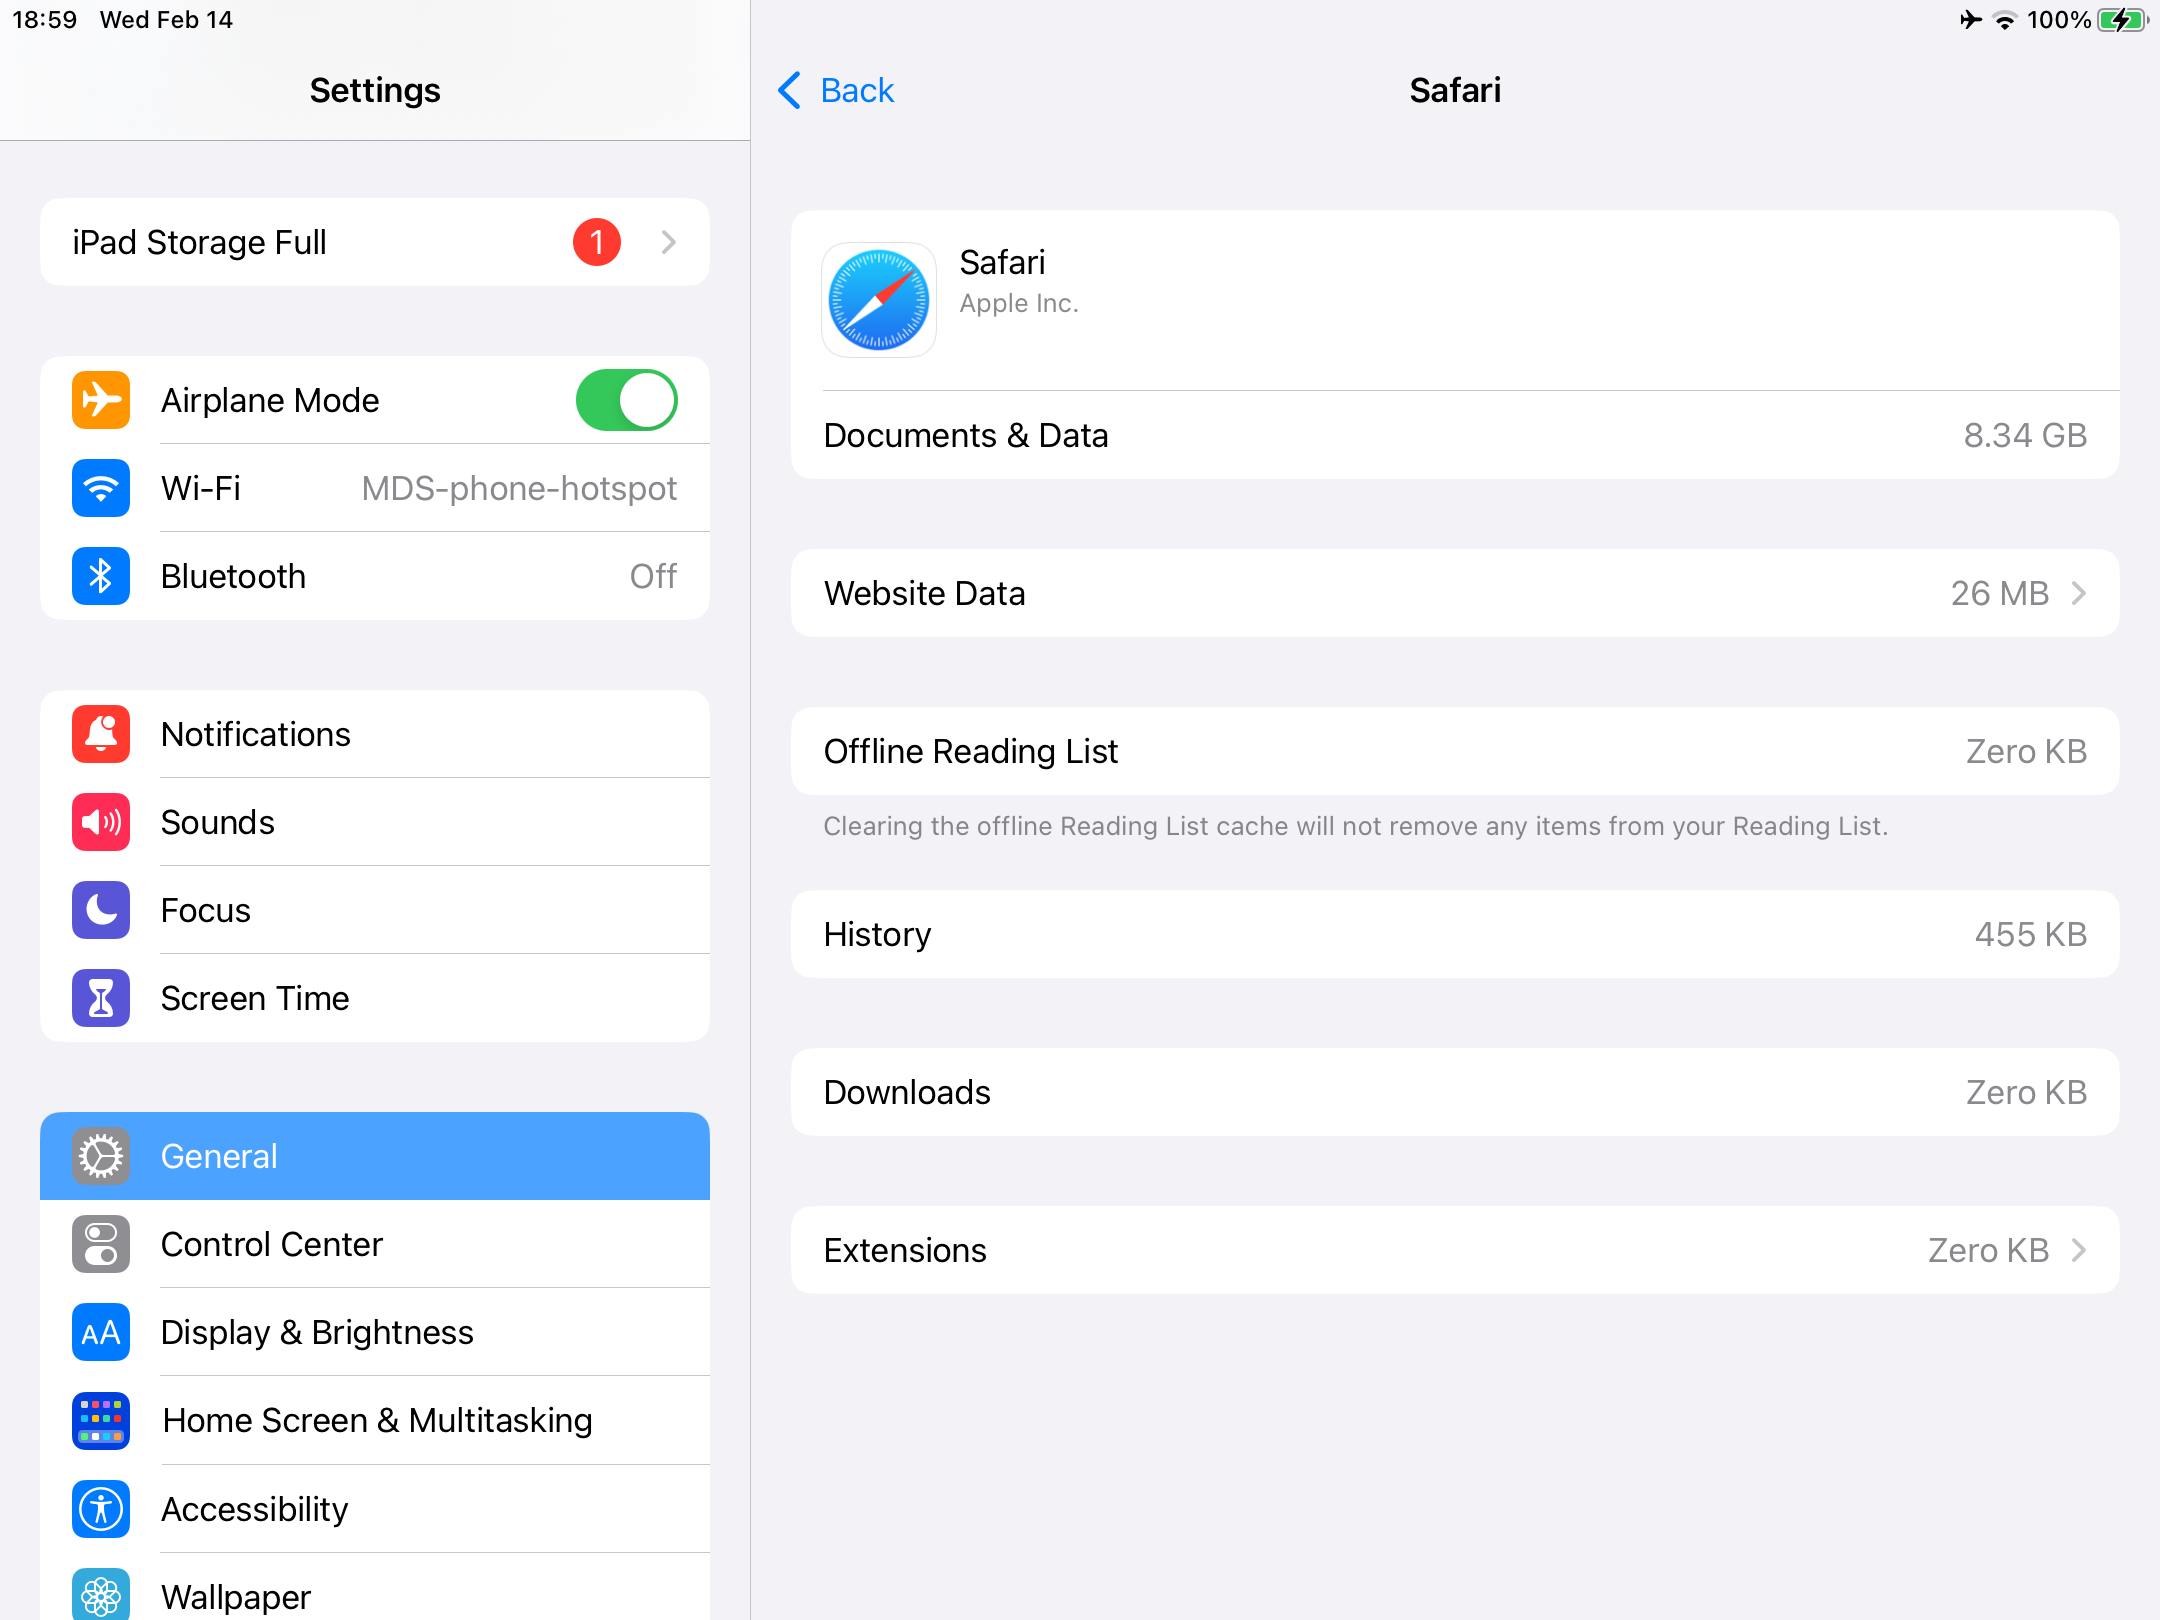 18:59 Wed Feb 14
100%
Settings
iPad Storage Full 1
Airplane Mode
Wi-Fi MDS-phone-hotspot
Bluetooth Off
Notifications
Sounds
Focus
Screen Time
General
Control Center
AA Display & Brightness
Home Screen & Multitasking
Accessibility
Wallpaper
Back
Safari
Safari
Apple Inc.
Documents & Data 8.34 GB
Website Data 26 MB
Offline Reading List Zero KB
Clearing the offline Reading List cache will not remove any items from your Reading List.
History 455 KB
Downloads Zero KB
Extensions Zero KB